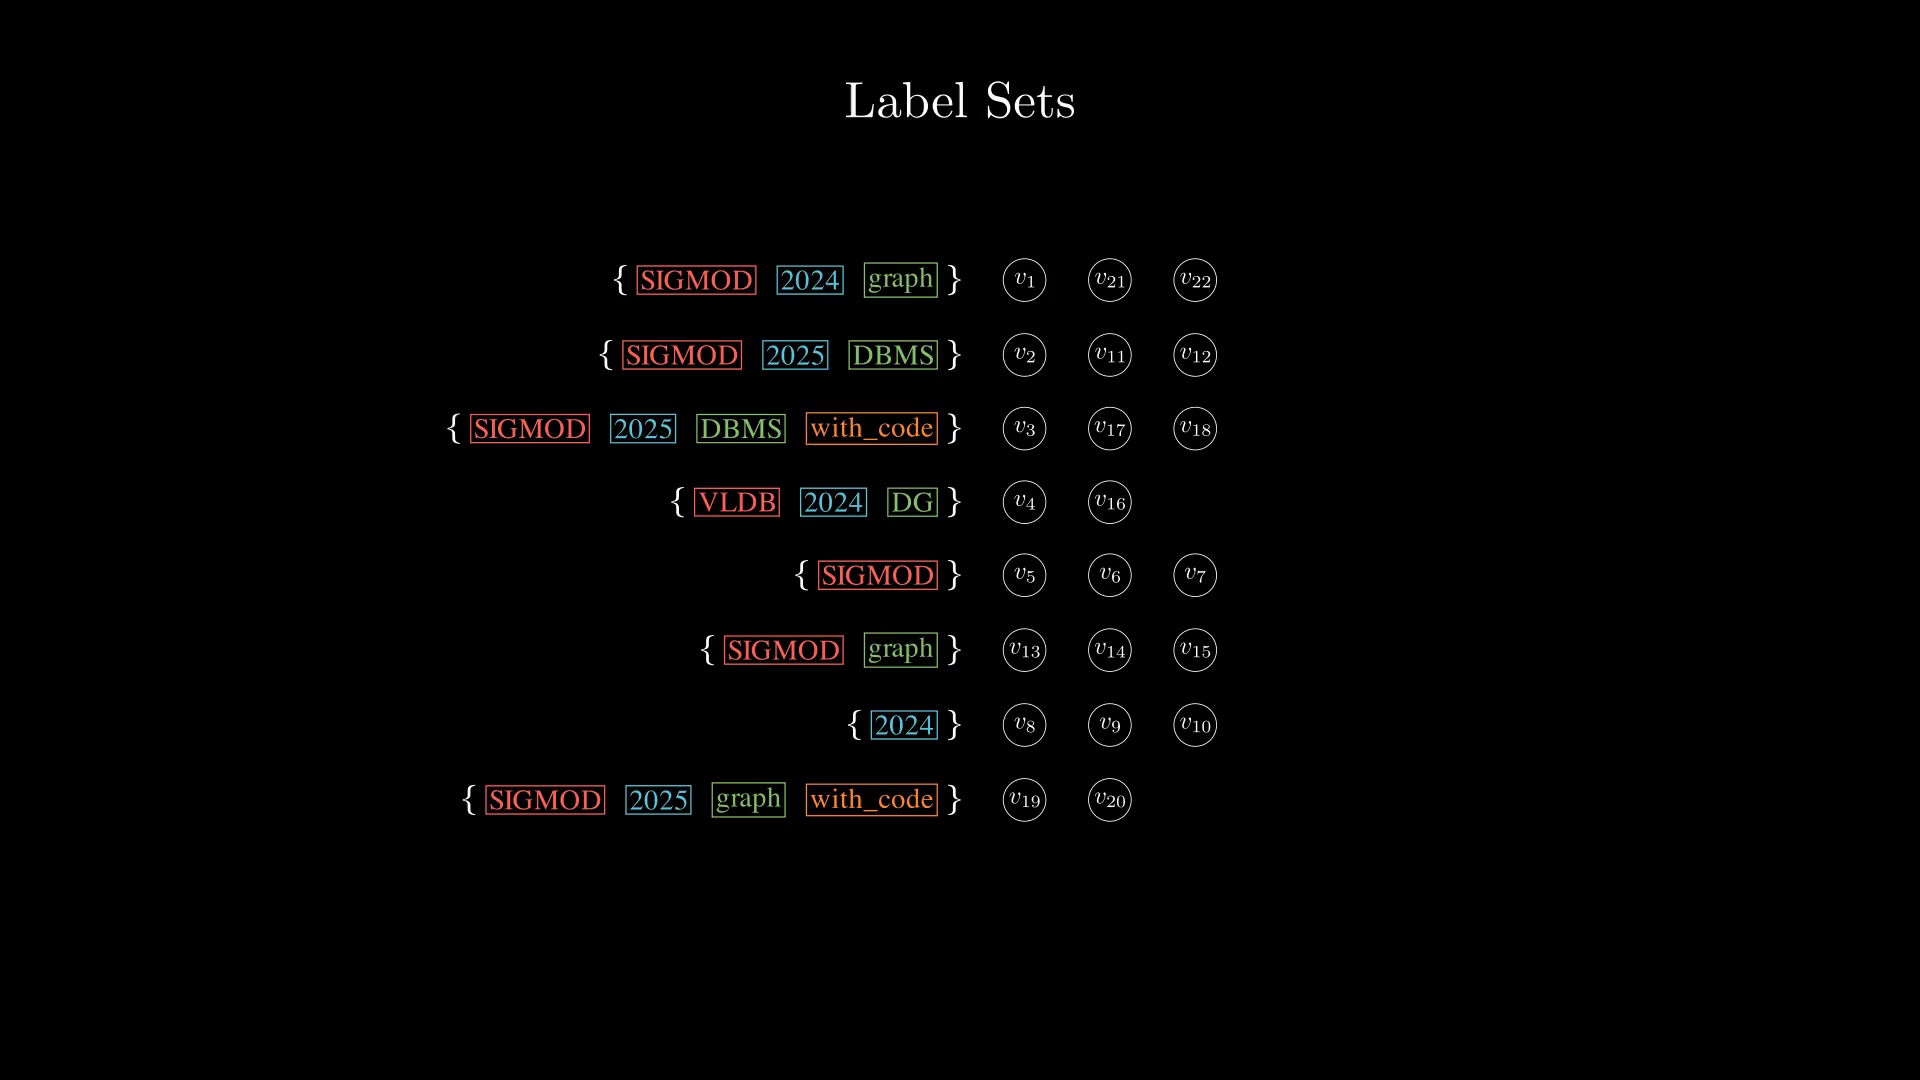 Label Sets
{ SIGMOD 2024 graph } v₁ v₂₁ v₂₂
{ SIGMOD 2025 DBMS } v₂ v₁₁ v₁₂
{ SIGMOD 2025 DBMS with_code } v₃ v₁₇ v₁₈
{ VLDB 2024 DG } v₄ v₁₆
{ SIGMOD } v₅ v₆ v₇
{ SIGMOD graph } v₁₃ v₁₄ v₁₅
{ 2024 } v₈ v₉ v₁₀
{ SIGMOD 2025 graph with_code } v₁₉ v₂₀